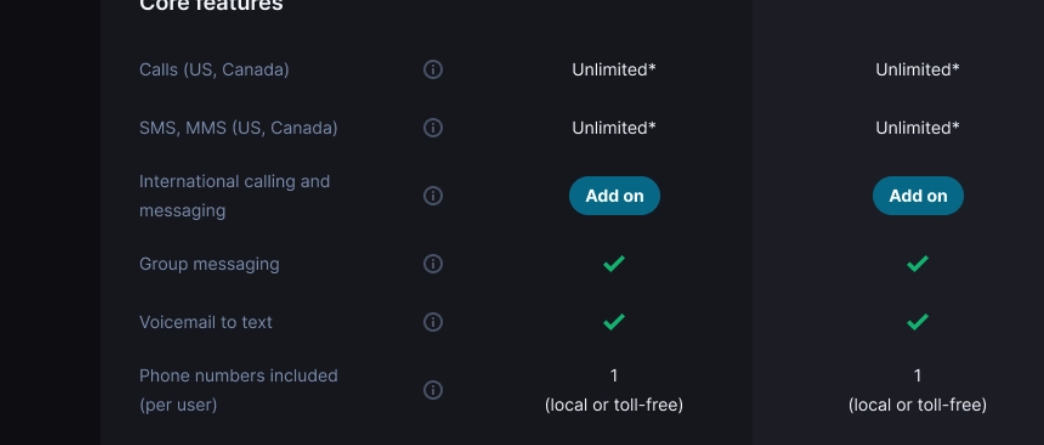 Core features
Calls (US, Canada) Unlimited* Unlimited*
SMS, MMS (US, Canada) Unlimited* Unlimited*
International calling and
messaging Add on Add on
Group messaging
Voicemail to text
Phone numbers included 1 1
(per user) (local or toll-free) (local or toll-free)